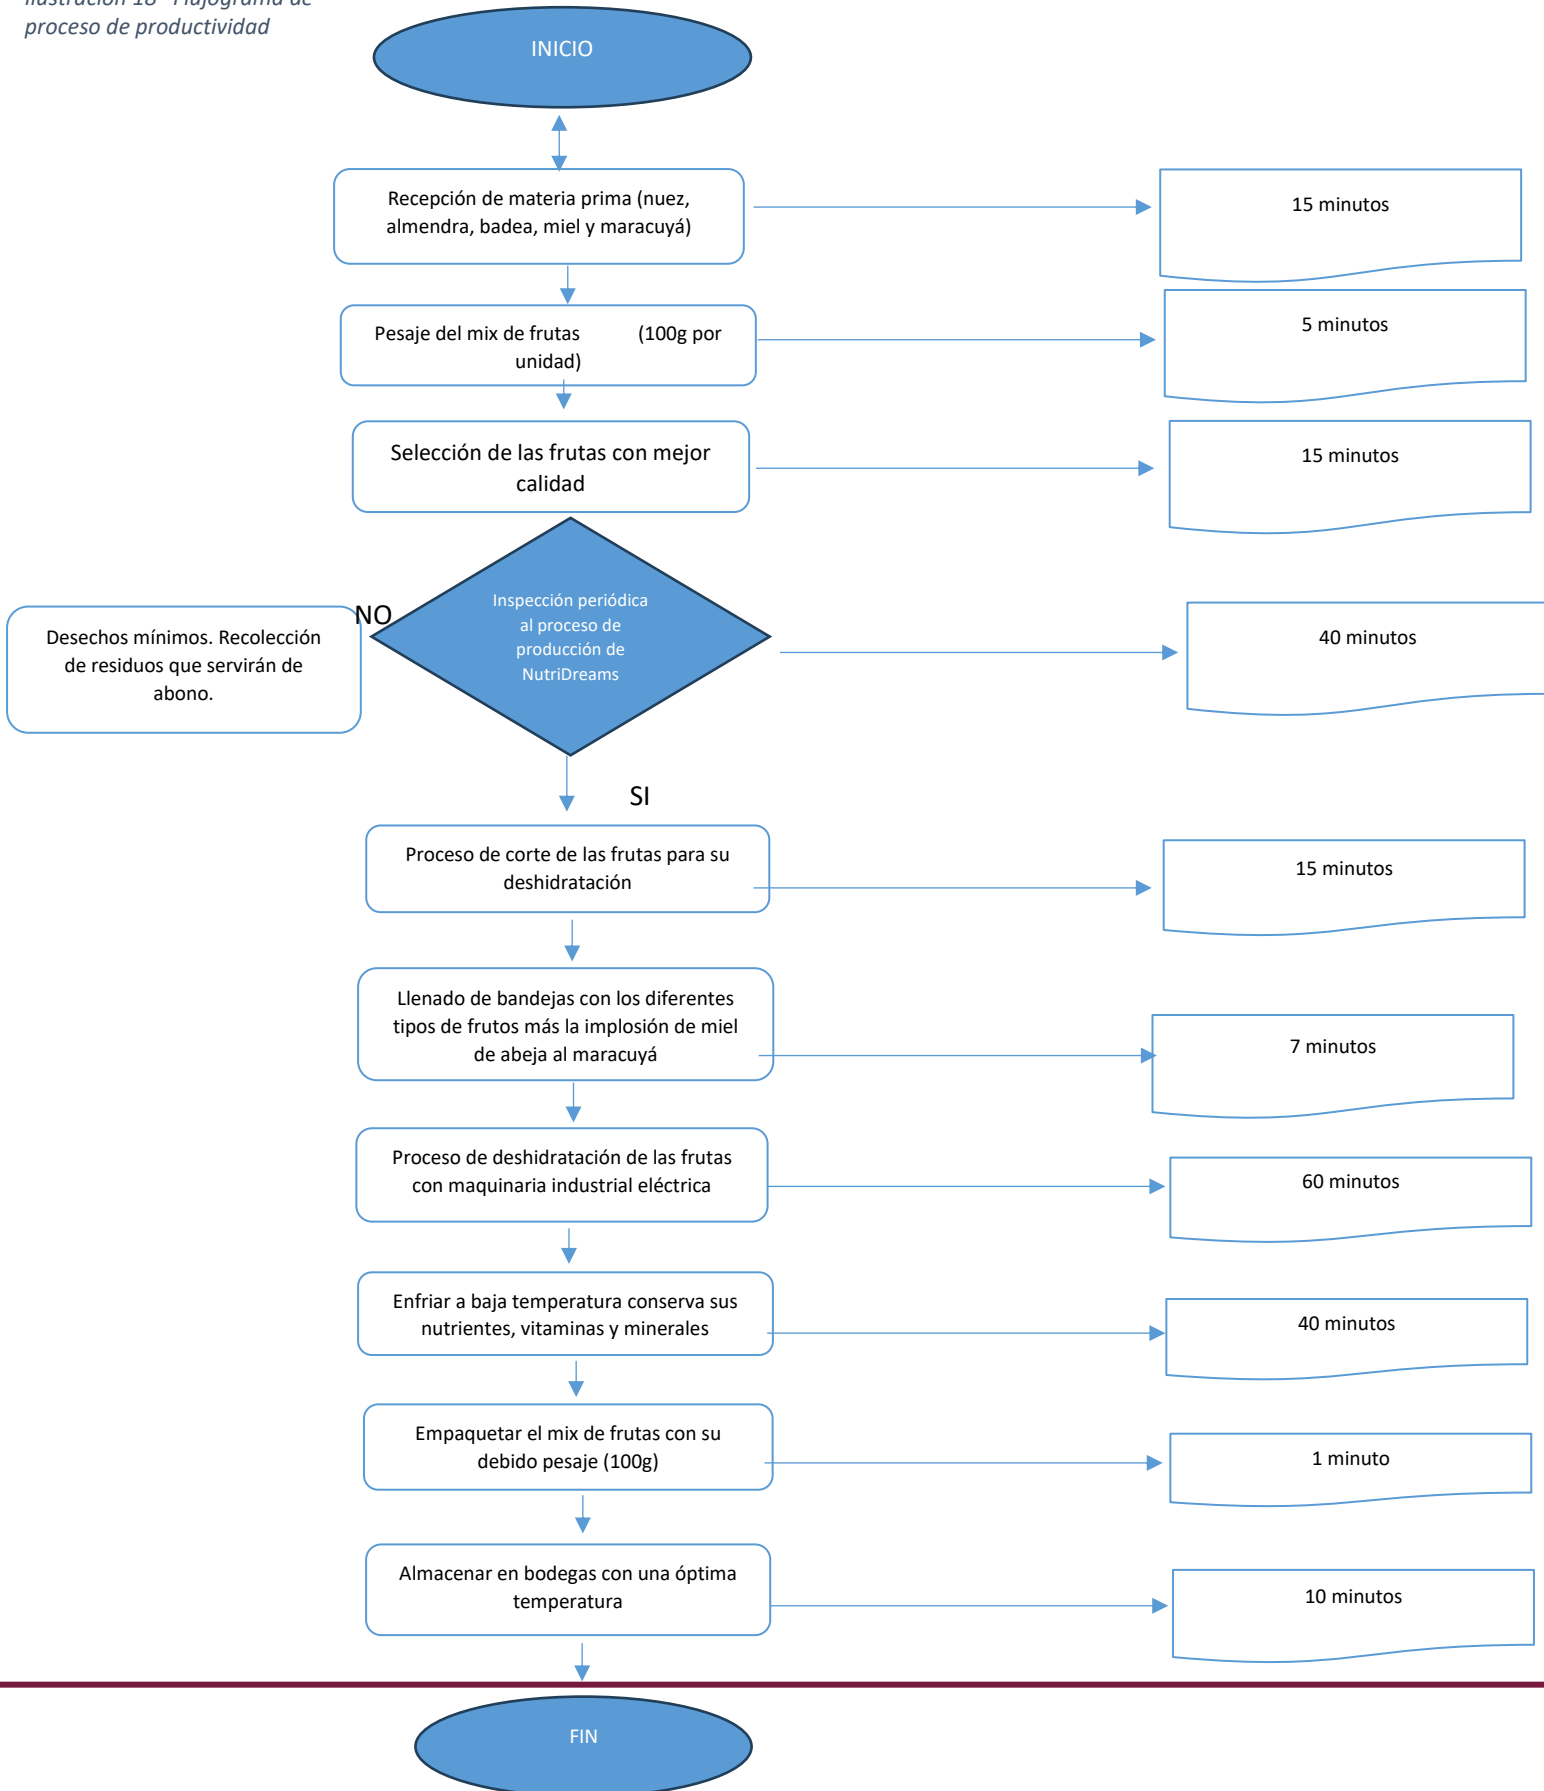 Ilustración 18 Flujograma de
proceso de productividad
INICIO
Recepción de materia prima (nuez,
almendra, badea, miel y maracuyá)
15 minutos
Pesaje del mix de frutas (100g por
unidad)
5 minutos
Selección de las frutas con mejor
calidad
15 minutos
Inspección periódica
al proceso de
producción de
NutriDreams
40 minutos
NO
Desechos mínimos. Recolección
de residuos que servirán de
abono.
SI
Proceso de corte de las frutas para su
deshidratación
15 minutos
Llenado de bandejas con los diferentes
tipos de frutos más la implosión de miel
de abeja al maracuyá
7 minutos
Proceso de deshidratación de las frutas
con maquinaria industrial eléctrica
60 minutos
Enfriar a baja temperatura conserva sus
nutrientes, vitaminas y minerales
40 minutos
Empaquetar el mix de frutas con su
debido pesaje (100g)
1 minuto
Almacenar en bodegas con una óptima
temperatura
10 minutos
FIN